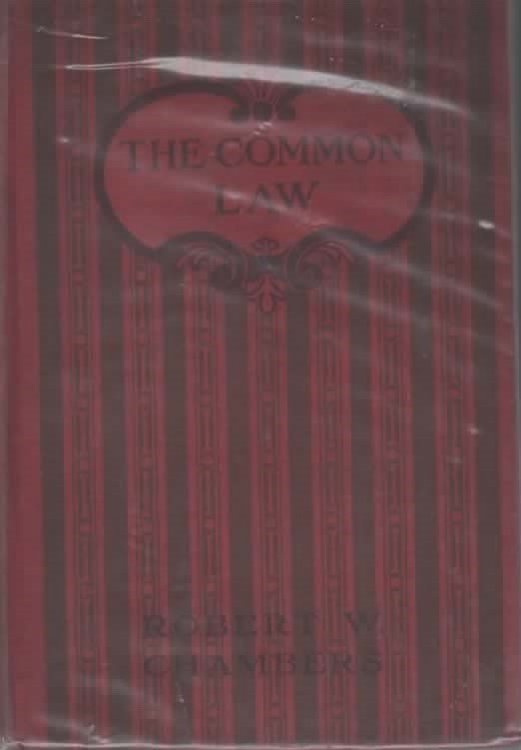 THE COMMON
LAW
ROBERT W.
CHAMBERS